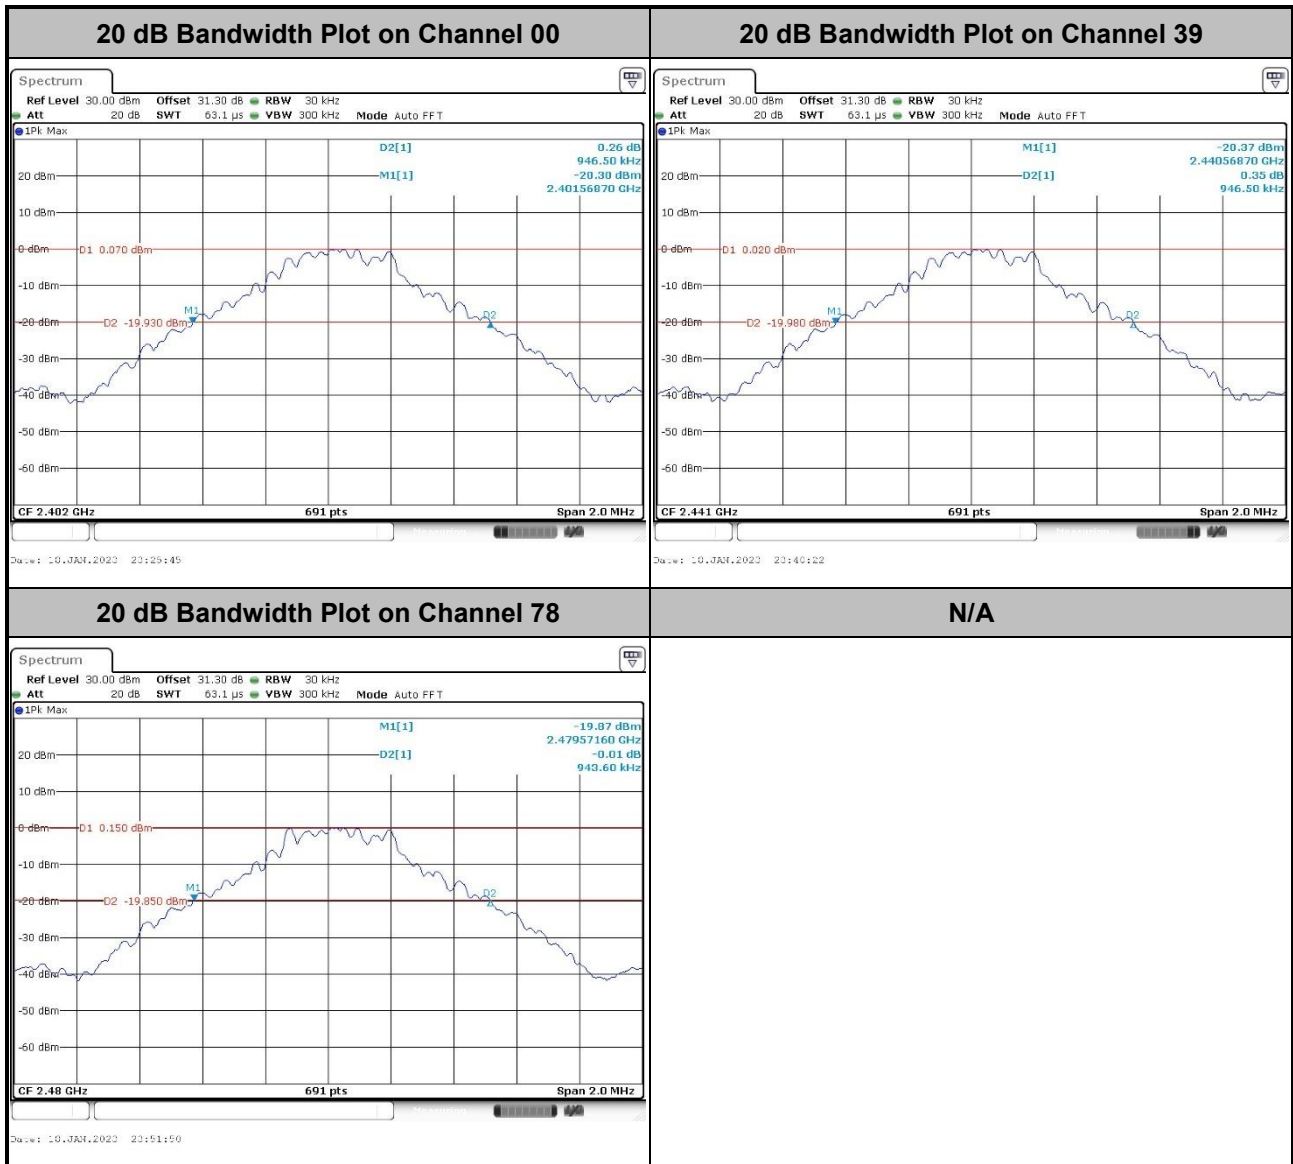 20 dB Bandwidth Plot on Channel 00
20 dB Bandwidth Plot on Channel 39
Spectrum
Ref Level 30.00 dBm Offset 31.30 dB RBW 30 kHz
Att 20 dB SWT 63.1 µs VBW 300 kHz Mode Auto FFT
1Pk Max
D2[1] 0.26 dB
946.50 kHz
M1[1] -20.30 dBm
2.40156870 GHz
20 dBm
10 dBm
0 dBm
D1 0.070 dBm
-10 dBm
M1
D2
-20 dBm
D2 -19.930 dBm
-30 dBm
-40 dBm
-50 dBm
-60 dBm
CF 2.402 GHz 691 pts Span 2.0 MHz
Date: 10.JAN.2023
Spectrum
Ref Level 30.00 dBm Offset 31.30 dB RBW 30 kHz
Att 20 dB SWT 63.1 µs VBW 300 kHz Mode Auto FFT
1Pk Max
M1[1] -20.37 dBm
2.44056870 GHz
D2[1] 0.35 dB
946.50 kHz
20 dBm
10 dBm
0 dBm
D1 0.020 dBm
-10 dBm
M1
D2
-20 dBm
D2 -19.980 dBm
-30 dBm
-40 dBm
-50 dBm
-60 dBm
CF 2.441 GHz 691 pts Span 2.0 MHz
Date: 10.JAN.2023
20 dB Bandwidth Plot on Channel 78
N/A
Spectrum
Ref Level 30.00 dBm Offset 31.30 dB RBW 30 kHz
Att 20 dB SWT 63.1 µs VBW 300 kHz Mode Auto FFT
1Pk Max
M1[1] -19.87 dBm
2.47957160 GHz
D2[1] -0.01 dB
943.60 kHz
20 dBm
10 dBm
0 dBm
D1 0.150 dBm
-10 dBm
M1
D2
-20 dBm
D2 -19.850 dBm
-30 dBm
-40 dBm
-50 dBm
-60 dBm
CF 2.48 GHz 691 pts Span 2.0 MHz
Date: 10.JAN.2023